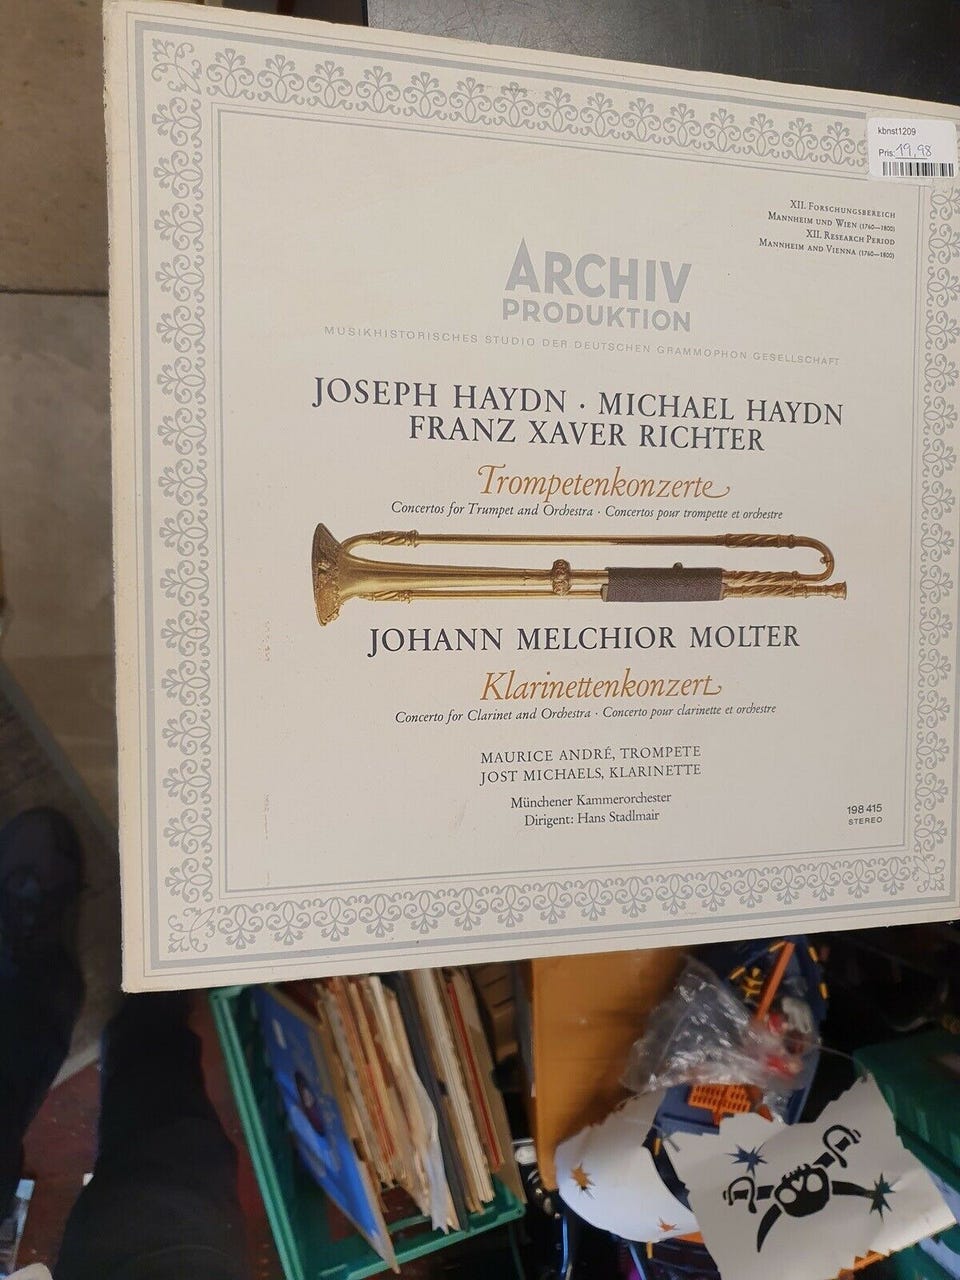 kbnst1209
Pris: 19,98
XII. FORSCHUNGSBEREICH
MANNHEIM UND WIEN (1760—1800)
XII. RESEARCH PERIOD
MANNHEIM AND VIENNA (1760—1800)
ARCHIV
PRODUKTION
MUSIKHISTORISCHES STUDIO DER DEUTSCHEN GRAMMOPHON GESELLSCHAFT
JOSEPH HAYDN · MICHAEL HAYDN
FRANZ XAVER RICHTER
Trompetenkonzerte
Concertos for Trumpet and Orchestra · Concertos pour trompette et orchestre
JOHANN MELCHIOR MOLTER
Klarinettenkonzert
Concerto for Clarinet and Orchestra · Concerto pour clarinette et orchestre
MAURICE ANDRÉ, TROMPETE
JOST MICHAELS, KLARINETTE
Münchener Kammerorchester
Dirigent: Hans Stadlmair
198 415
STEREO